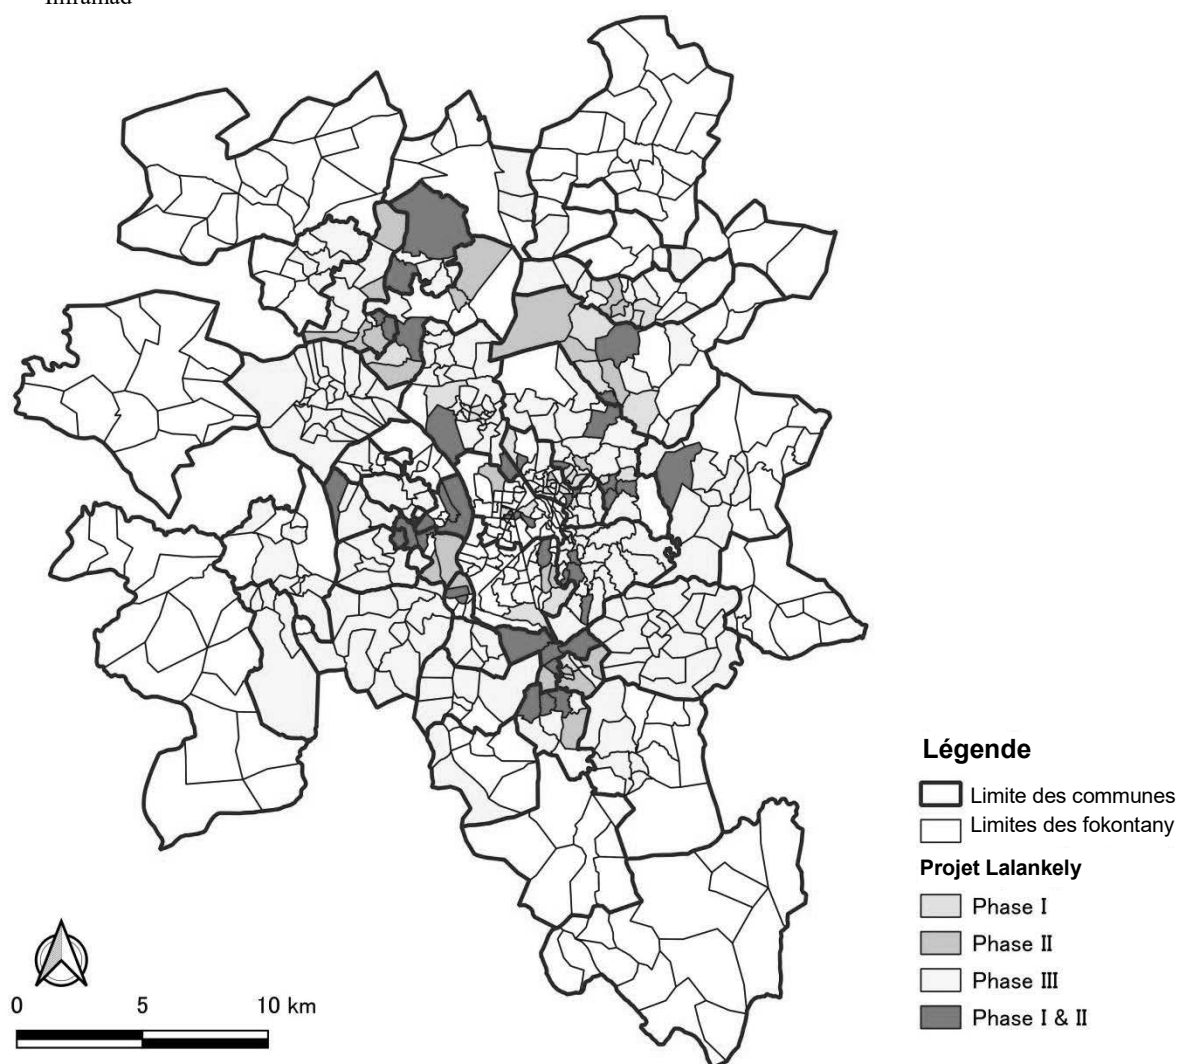 Légende
Limite des communes
Limites des fokontany
Projet Lalankely
Phase I
Phase II
Phase III
Phase I & II
0 5 10 km